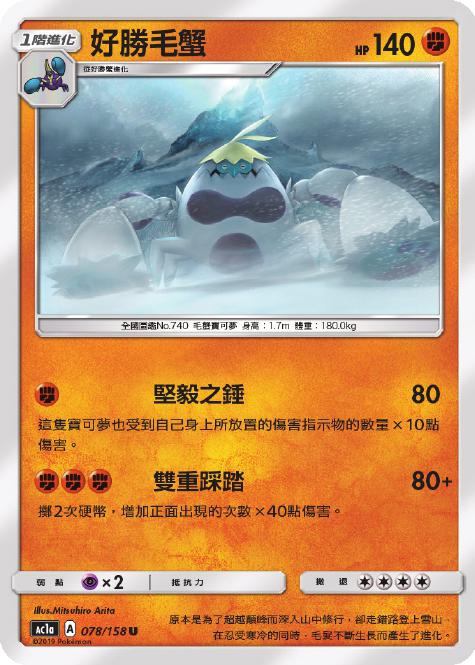 1階進化 好勝毛蟹 HP 140
從好勝蟹進化
全國圖鑑No.740 毛蟹寶可夢 身高：1.7m 體重：180.0kg
堅毅之錘 80
這隻寶可夢也受到自己身上所放置的傷害指示物的數量×10點
傷害。
雙重踩踏 80+
擲2次硬幣，增加正面出現的次數×40點傷害。
弱點 ×2 抵抗力 撤退
illus.Mitsuhiro Arita
AC1a A 078/158 U
©2019 Pokémon
原本是為了超越巔峰而深入山中修行，卻走錯路登上雪山。
在忍受寒冷的同時，毛髮不斷生長而產生了進化。